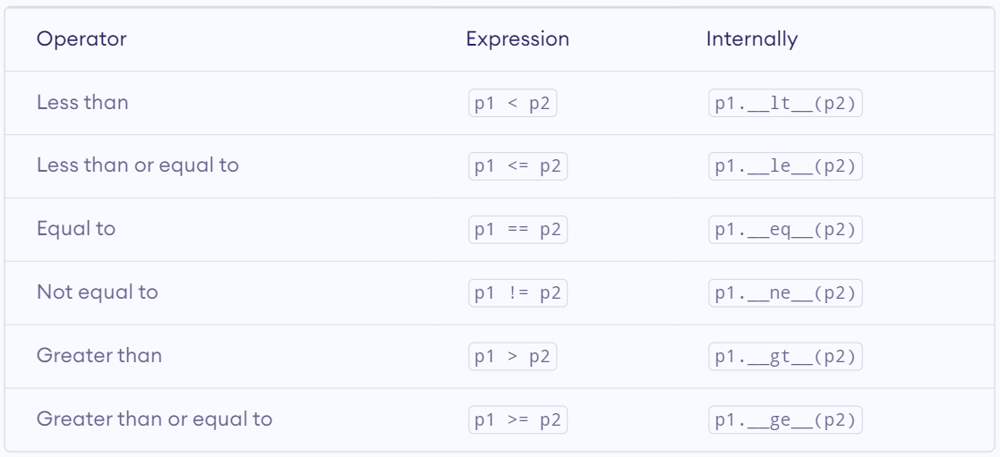 Operator Expression Internally
Less than p1 < p2 p1.__lt__(p2)
Less than or equal to p1 <= p2 p1.__le__(p2)
Equal to p1 == p2 p1.__eq__(p2)
Not equal to p1 != p2 p1.__ne__(p2)
Greater than p1 > p2 p1.__gt__(p2)
Greater than or equal to p1 >= p2 p1.__ge__(p2)